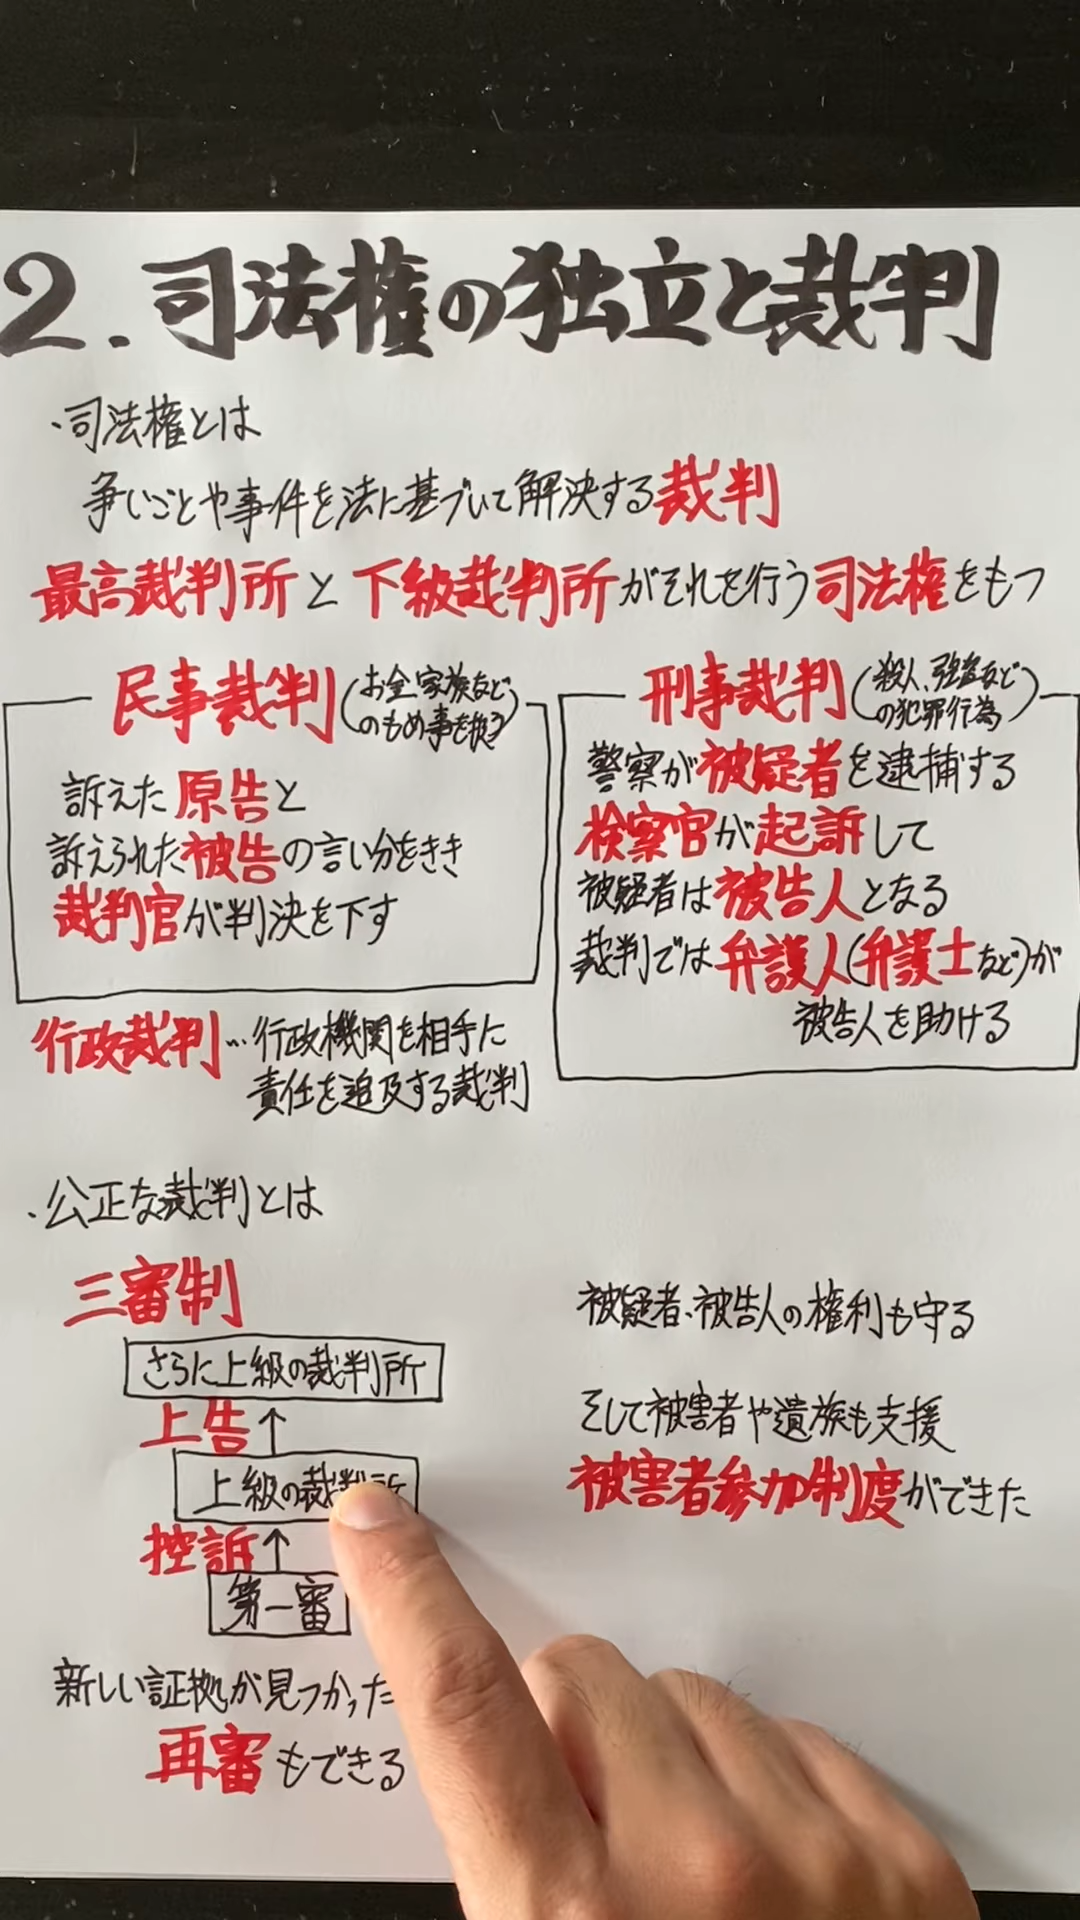 2.司法権の独立と裁判
・司法権とは
争いごとや事件を法に基づいて解決する裁判
最高裁判所と下級裁判所がそれを行う司法権をもつ
民事裁判(お金家族などのもめ事を扱う)
訴えた原告と
訴えられた被告の言い分をきき
裁判官が判決を下す
刑事裁判(殺人、強盗などの犯罪行為)
警察が被疑者を逮捕する
検察官が起訴して
被疑者は被告人となる
裁判では弁護人(弁護士など)が
被告人を助ける
行政裁判…行政機関を相手に
責任を追及する裁判
・公正な裁判とは
三審制
さらに上級の裁判所
上告↑
上級の裁判所
控訴↑
第一審
新しい証拠が見つかった
再審もできる
被疑者、被告人の権利も守る
そして被害者や遺族も支援
被害者参加制度ができた